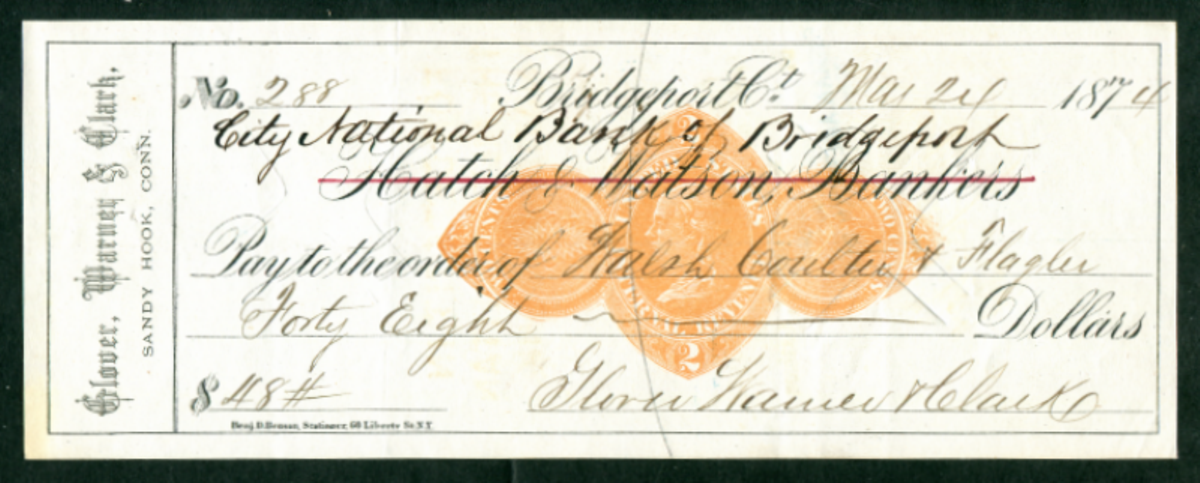 Glover, Warner & Clark,
SANDY HOOK, CONN.
No. 288 Bridgeport Ct. Mar 24 1874
City National Bank of Bridgeport
Hatch & Watson, Bankers
Pay to the order of Walsh Coulter & Flagler
Forty Eight Dollars
$ 48 #
Glover Warner & Clark
Benj. D. Benson, Stationer, 68 Liberty St. N.Y.
2